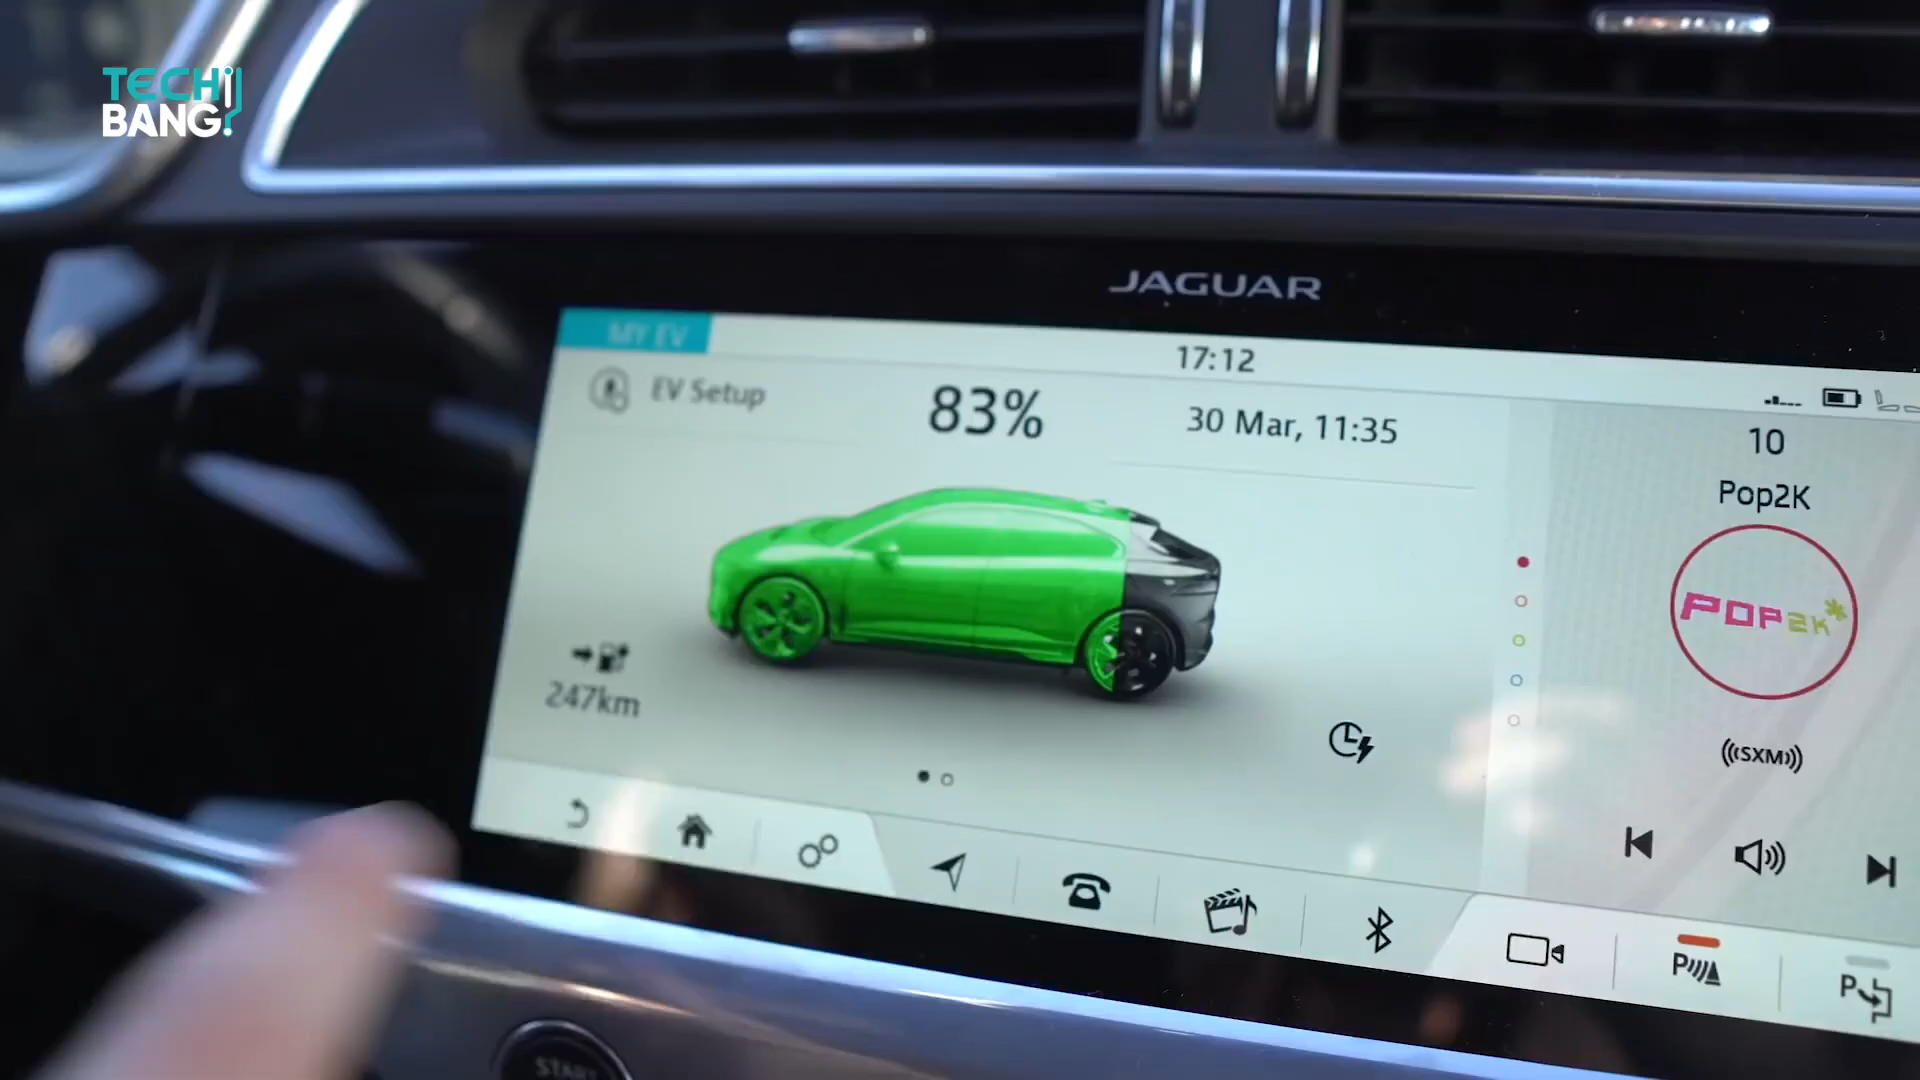 TECH
BANG!
JAGUAR
MY EV
17:12
EV Setup
83%
30 Mar, 11:35
10
Pop2K
POP2K*
247km
((SXM))
P
P
START